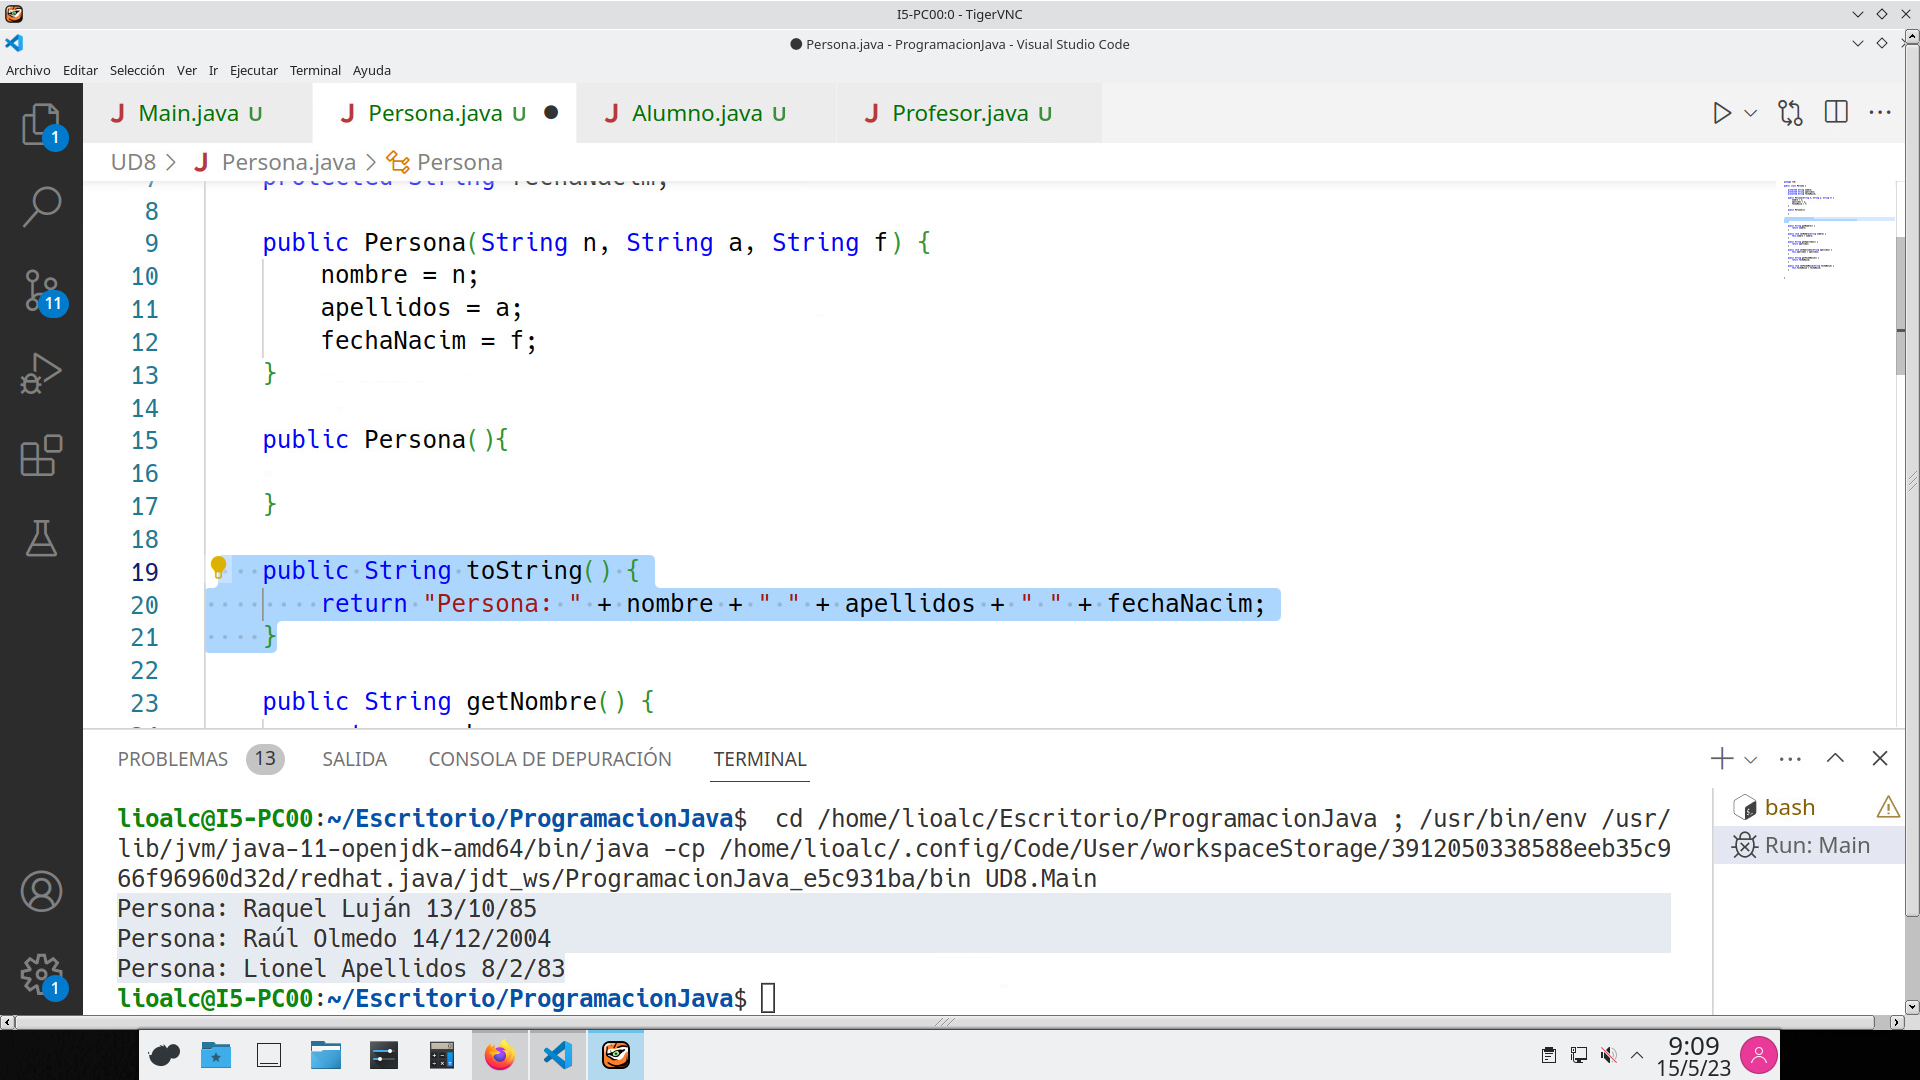 I5-PC00:0 - TigerVNC
Persona.java - ProgramacionJava - Visual Studio Code
Archivo Editar Selección Ver Ir Ejecutar Terminal Ayuda
1
11
1
J Main.java U
J Persona.java U
J Alumno.java U
J Profesor.java U
UD8 > J Persona.java > Persona
7 protected String fechaNacim;
8
9 public Persona(String n, String a, String f) {
10 nombre = n;
11 apellidos = a;
12 fechaNacim = f;
13 }
14
15 public Persona(){
16
17 }
18
19 public String toString() {
20 return "Persona: " + nombre + " " + apellidos + " " + fechaNacim;
21 }
22
23 public String getNombre() {
PROBLEMAS 13 SALIDA CONSOLA DE DEPURACIÓN TERMINAL
lioalc@I5-PC00:~/Escritorio/ProgramacionJava$  cd /home/lioalc/Escritorio/ProgramacionJava ; /usr/bin/env /usr/
lib/jvm/java-11-openjdk-amd64/bin/java -cp /home/lioalc/.config/Code/User/workspaceStorage/3912050338588eeb35c9
66f96960d32d/redhat.java/jdt_ws/ProgramacionJava_e5c931ba/bin UD8.Main
Persona: Raquel Luján 13/10/85
Persona: Raúl Olmedo 14/12/2004
Persona: Lionel Apellidos 8/2/83
lioalc@I5-PC00:~/Escritorio/ProgramacionJava$
bash
Run: Main
9:09
15/5/23